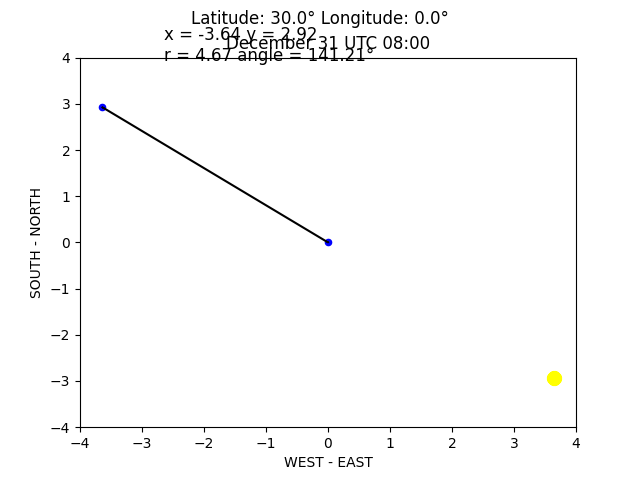 Latitude: 30.0° Longitude: 0.0°
x = -3.64 y = 2.92
December 31 UTC 08:00
r = 4.67 angle = 141.21°
4
3
2
1
0
−1
−2
−3
−4
SOUTH - NORTH
−4 −3 −2 −1 0 1 2 3 4
WEST - EAST